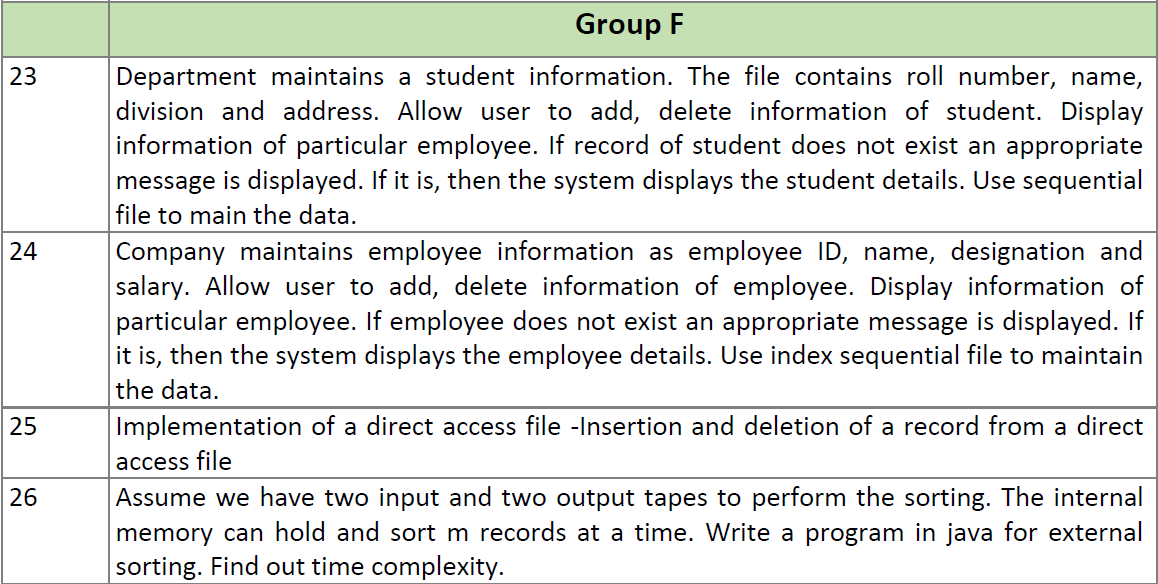 Group F
23 Department maintains a student information. The file contains roll number, name,
division and address. Allow user to add, delete information of student. Display
information of particular employee. If record of student does not exist an appropriate
message is displayed. If it is, then the system displays the student details. Use sequential
file to main the data.
24 Company maintains employee information as employee ID, name, designation and
salary. Allow user to add, delete information of employee. Display information of
particular employee. If employee does not exist an appropriate message is displayed. If
it is, then the system displays the employee details. Use index sequential file to maintain
the data.
25 Implementation of a direct access file -Insertion and deletion of a record from a direct
access file
26 Assume we have two input and two output tapes to perform the sorting. The internal
memory can hold and sort m records at a time. Write a program in java for external
sorting. Find out time complexity.